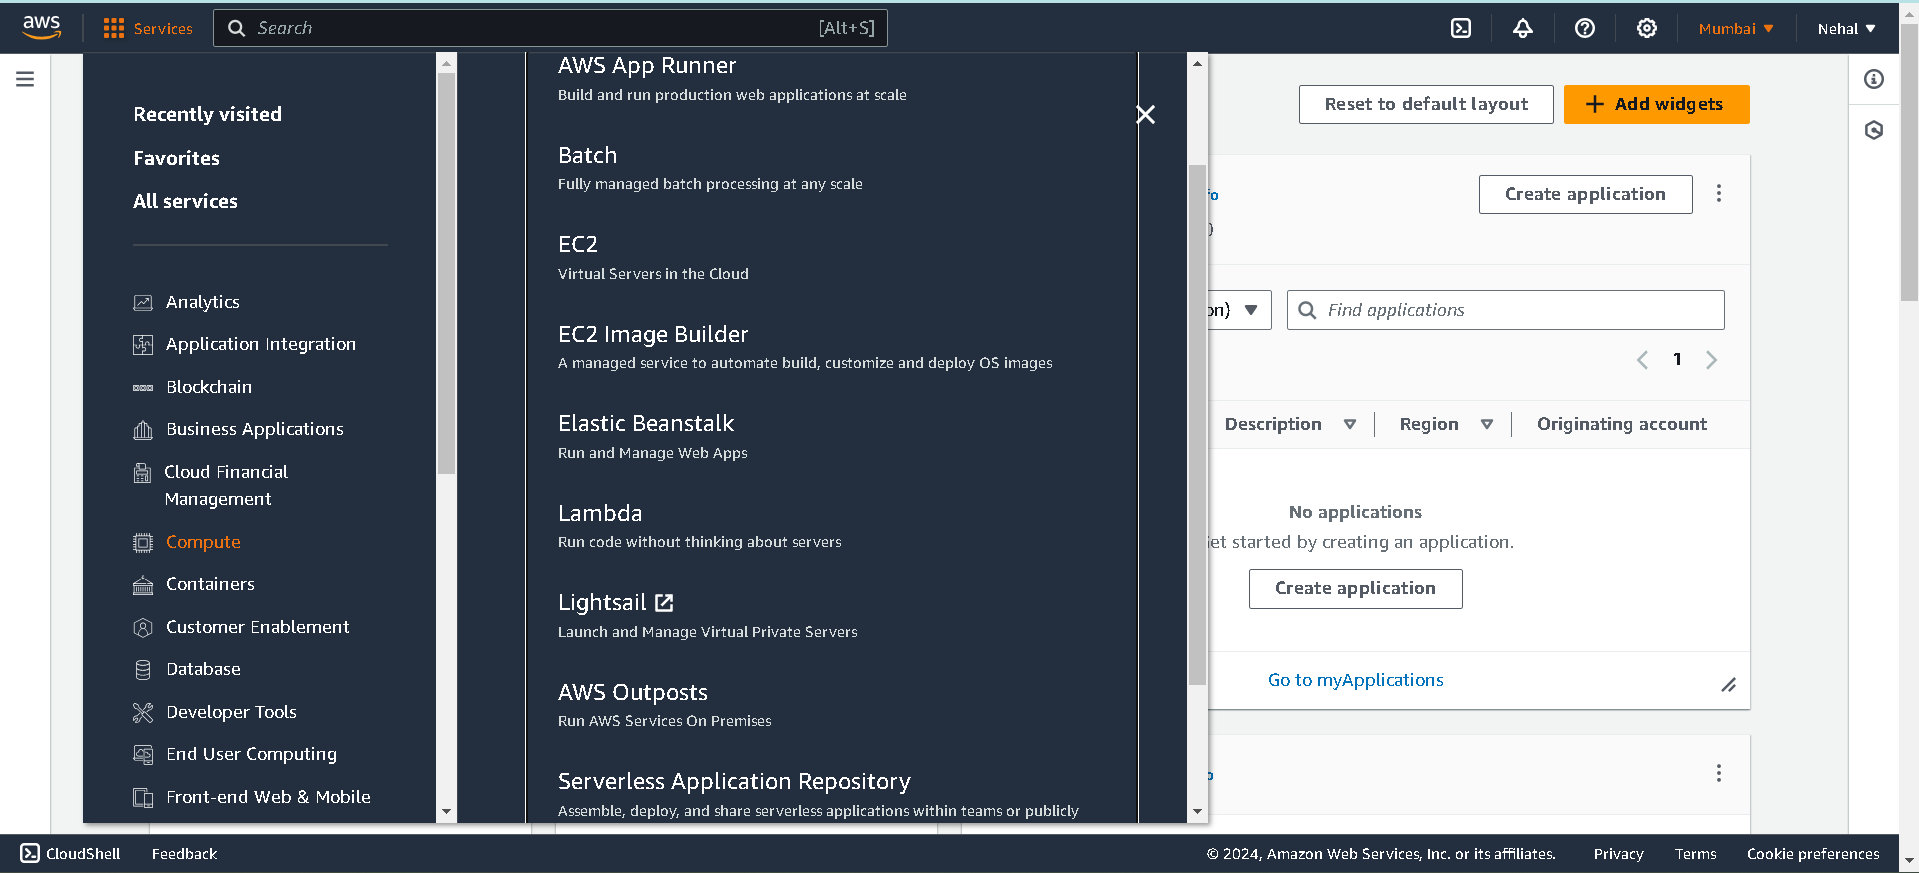 aws
Services
Search
[Alt+S]
Mumbai
Nehal
Recently visited
Favorites
All services
Analytics
Application Integration
Blockchain
Business Applications
Cloud Financial
Management
Compute
Containers
Customer Enablement
Database
Developer Tools
End User Computing
Front-end Web & Mobile
AWS App Runner
Build and run production web applications at scale
Batch
Fully managed batch processing at any scale
EC2
Virtual Servers in the Cloud
EC2 Image Builder
A managed service to automate build, customize and deploy OS images
Elastic Beanstalk
Run and Manage Web Apps
Lambda
Run code without thinking about servers
Lightsail
Launch and Manage Virtual Private Servers
AWS Outposts
Run AWS Services On Premises
Serverless Application Repository
Assemble, deploy, and share serverless applications within teams or publicly
Reset to default layout
Add widgets
Create application
Find applications
1
Description
Region
Originating account
No applications
started by creating an application.
Create application
Go to myApplications
CloudShell
Feedback
© 2024, Amazon Web Services, Inc. or its affiliates.
Privacy
Terms
Cookie preferences